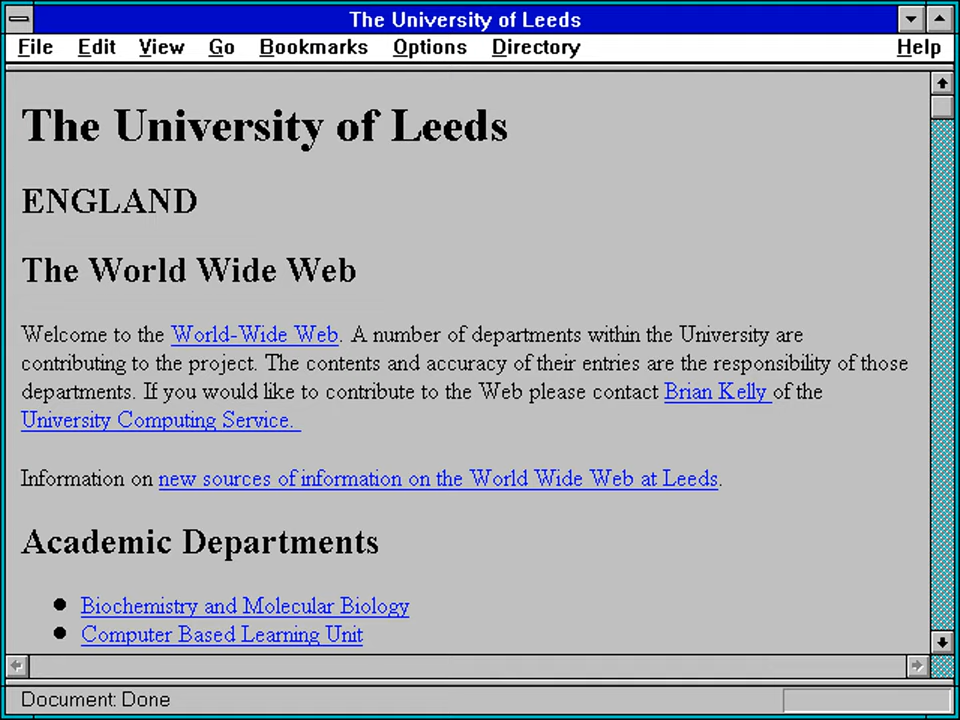 The University of Leeds
File Edit View Go Bookmarks Options Directory Help
The University of Leeds
ENGLAND
The World Wide Web
Welcome to the World-Wide Web. A number of departments within the University are
contributing to the project. The contents and accuracy of their entries are the responsibility of those
departments. If you would like to contribute to the Web please contact Brian Kelly of the
University Computing Service.
Information on new sources of information on the World Wide Web at Leeds.
Academic Departments
Biochemistry and Molecular Biology
Computer Based Learning Unit
Document: Done